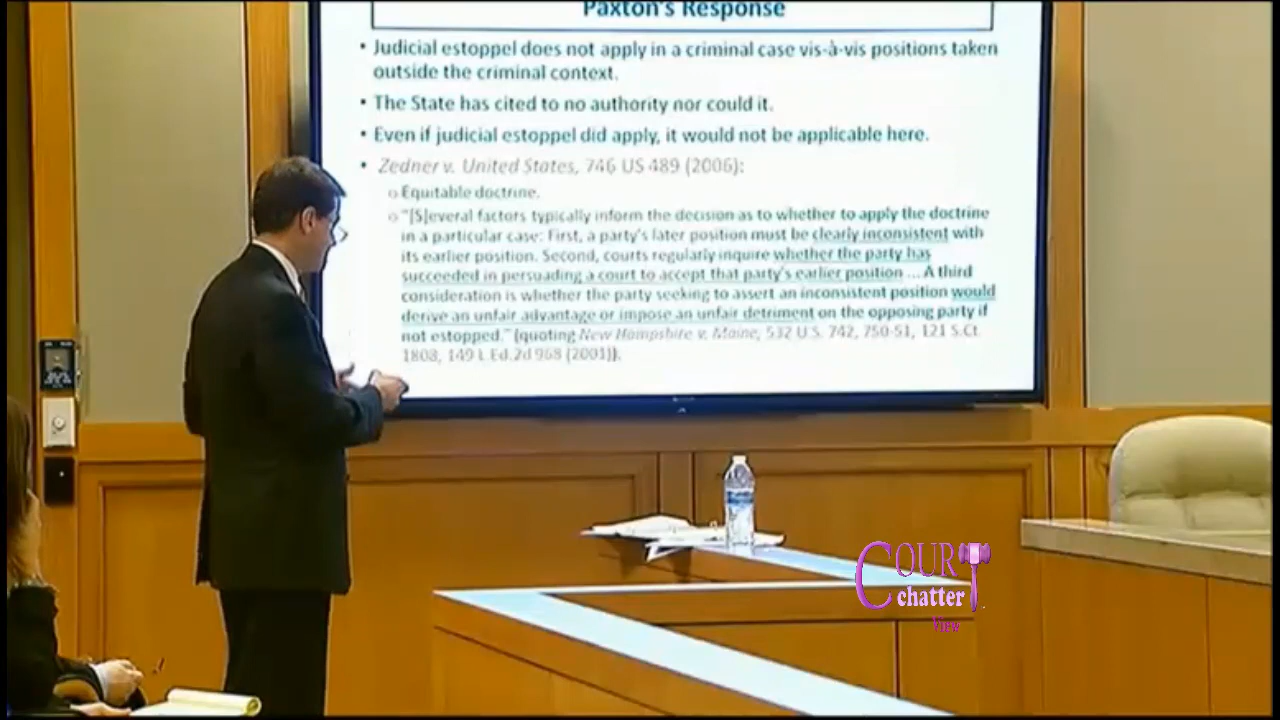 Paxton's Response
• Judicial estoppel does not apply in a criminal case vis-à-vis positions taken
outside the criminal context.
• The State has cited to no authority nor could it.
• Even if judicial estoppel did apply, it would not be applicable here.
• Zedner v. United States, 746 US 489 (2006):
o Equitable doctrine.
o "[S]everal factors typically inform the decision as to whether to apply the doctrine
in a particular case: First, a party's later position must be clearly inconsistent with
its earlier position. Second, courts regularly inquire whether the party has
succeeded in persuading a court to accept that party's earlier position ... A third
consideration is whether the party seeking to assert an inconsistent position would
derive an unfair advantage or impose an unfair detriment on the opposing party if
not estopped." (quoting New Hampshire v. Maine, 532 U.S. 742, 750-51, 121 S.Ct.
1808, 149 L.Ed.2d 968 (2001)).
COURT
chatter
View